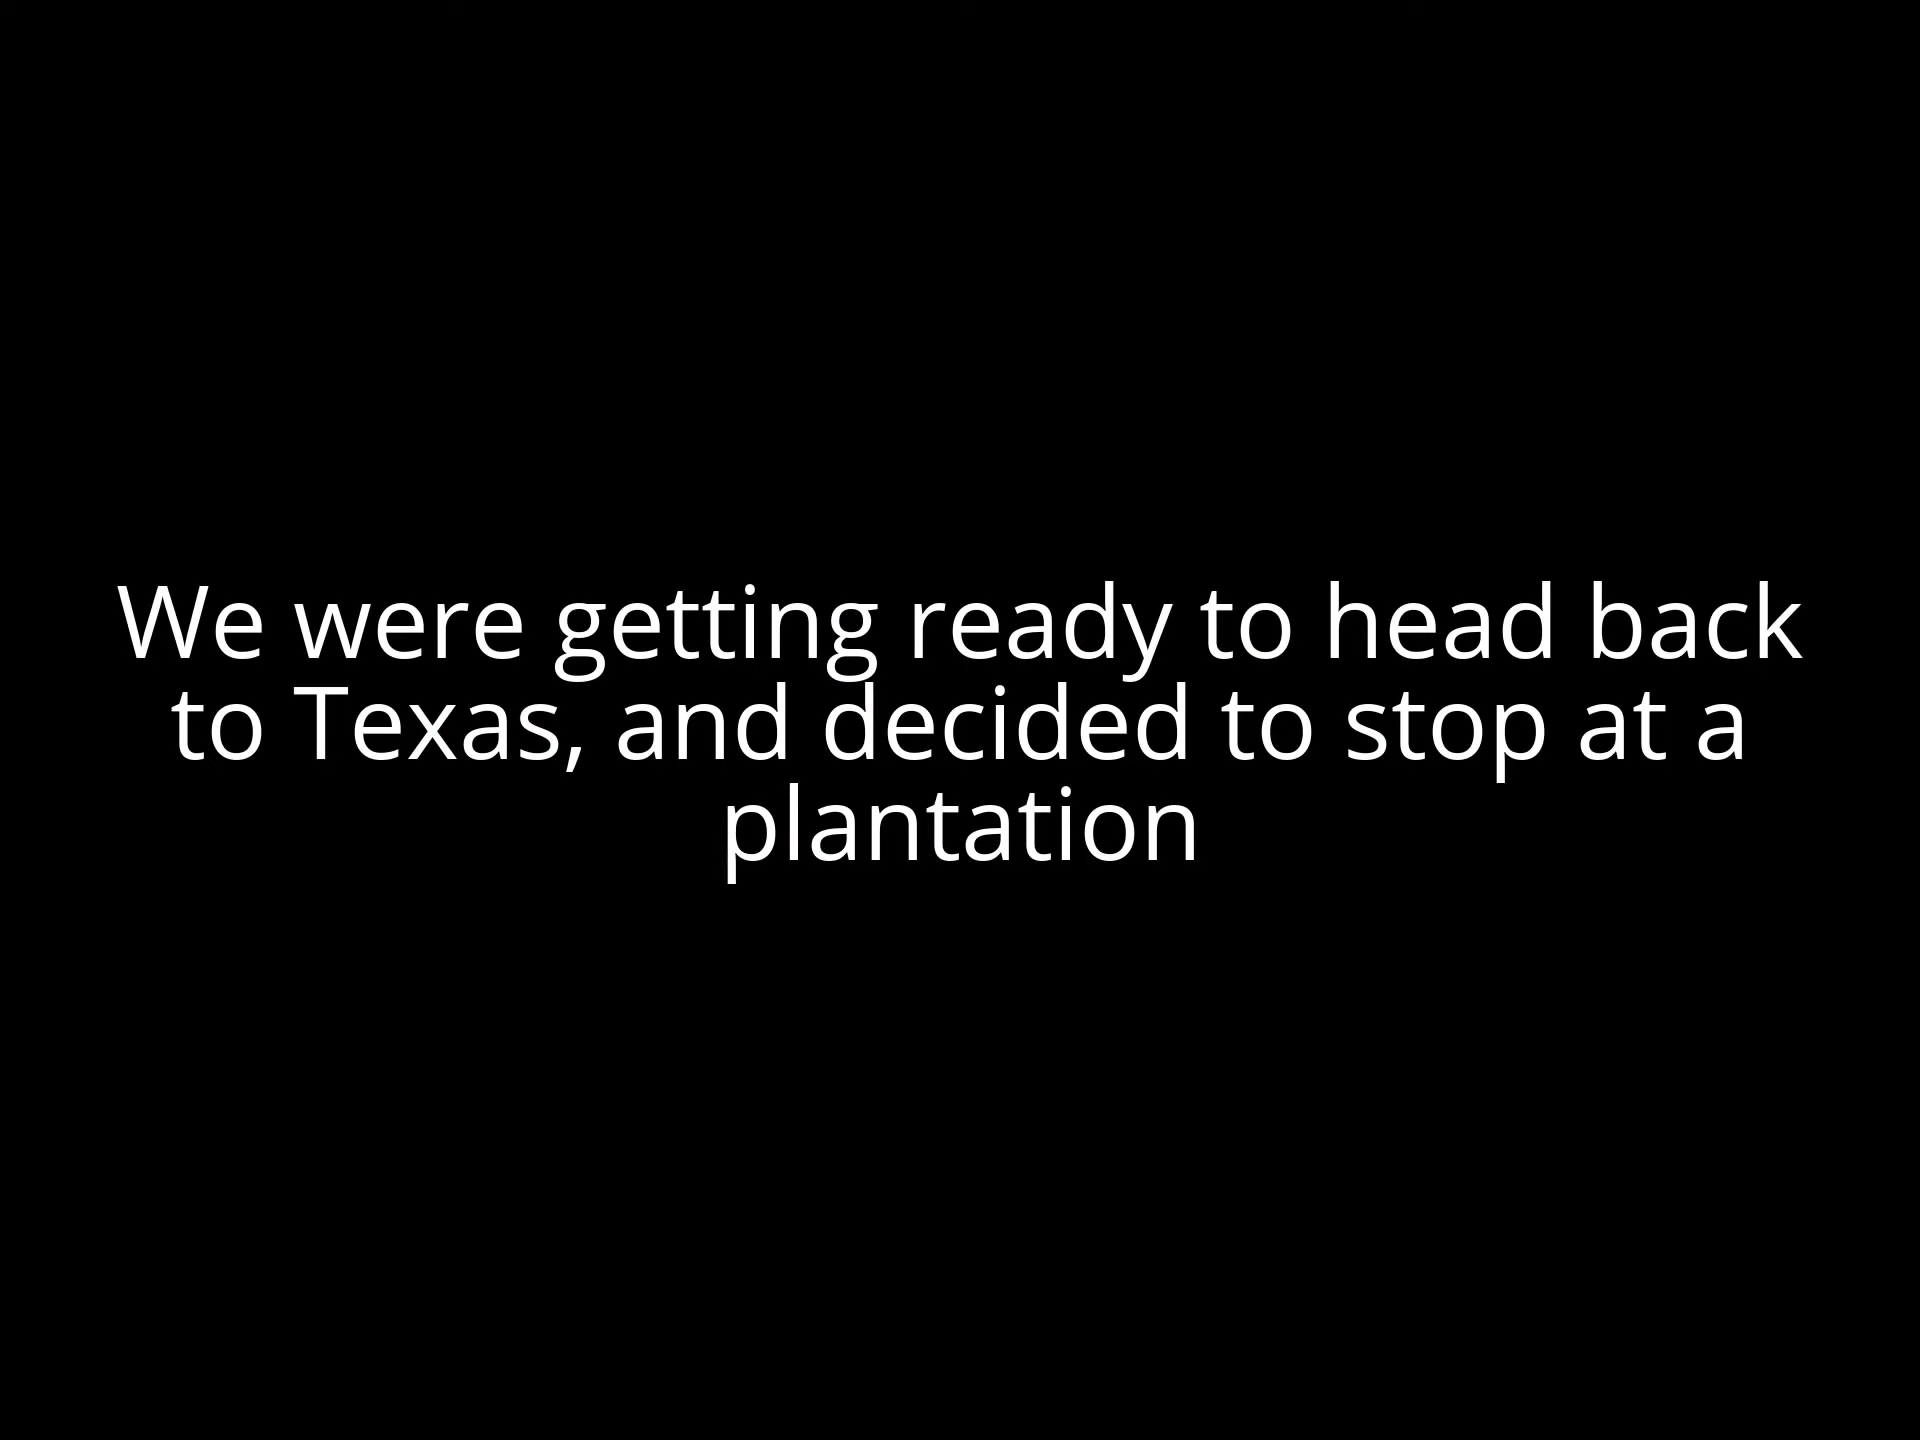 We were getting ready to head back
to Texas, and decided to stop at a
plantation